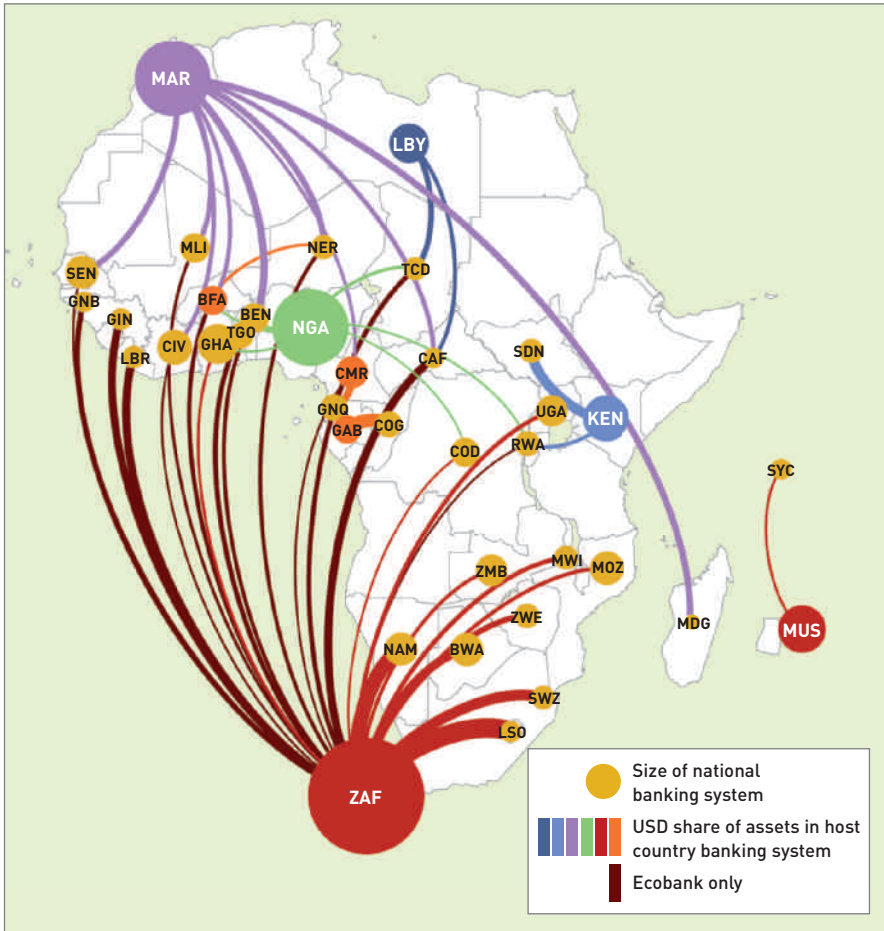 MAR
LBY
MLI
NER
SEN
TCD
GNB
BFA
BEN
GIN
TGO
NGA
LBR
CIV
GHA
CAF
SDN
CMR
GNQ
UGA
KEN
GAB
COG
COD
RWA
SYC
ZMB
MWI
MOZ
ZWE
MDG
MUS
NAM
BWA
SWZ
LSO
ZAF
Size of national
banking system
USD share of assets in host
country banking system
Ecobank only